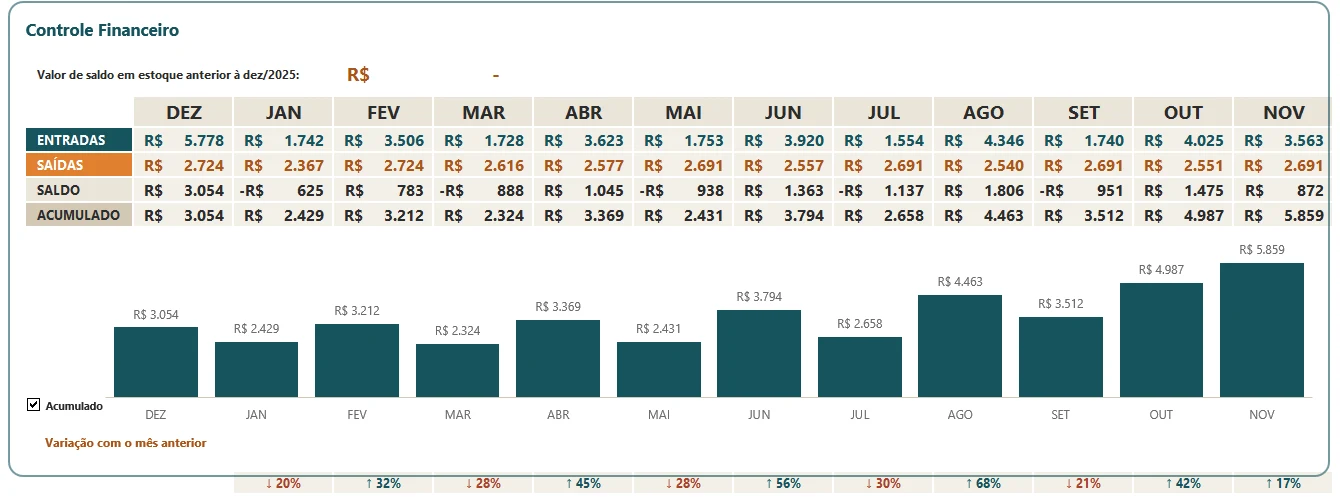 Controle Financeiro
Valor de saldo em estoque anterior à dez/2025: R$ -
DEZ JAN FEV MAR ABR MAI JUN JUL AGO SET OUT NOV
ENTRADAS R$ 5.778 R$ 1.742 R$ 3.506 R$ 1.728 R$ 3.623 R$ 1.753 R$ 3.920 R$ 1.554 R$ 4.346 R$ 1.740 R$ 4.025 R$ 3.563
SAÍDAS R$ 2.724 R$ 2.367 R$ 2.724 R$ 2.616 R$ 2.577 R$ 2.691 R$ 2.557 R$ 2.691 R$ 2.540 R$ 2.691 R$ 2.551 R$ 2.691
SALDO R$ 3.054 -R$ 625 R$ 783 -R$ 888 R$ 1.045 -R$ 938 R$ 1.363 -R$ 1.137 R$ 1.806 -R$ 951 R$ 1.475 R$ 872
ACUMULADO R$ 3.054 R$ 2.429 R$ 3.212 R$ 2.324 R$ 3.369 R$ 2.431 R$ 3.794 R$ 2.658 R$ 4.463 R$ 3.512 R$ 4.987 R$ 5.859
R$ 3.054 R$ 2.429 R$ 3.212 R$ 2.324 R$ 3.369 R$ 2.431 R$ 3.794 R$ 2.658 R$ 4.463 R$ 3.512 R$ 4.987 R$ 5.859
Acumulado
DEZ JAN FEV MAR ABR MAI JUN JUL AGO SET OUT NOV
Variação com o mês anterior
↓ 20% ↑ 32% ↓ 28% ↑ 45% ↓ 28% ↑ 56% ↓ 30% ↑ 68% ↓ 21% ↑ 42% ↑ 17%